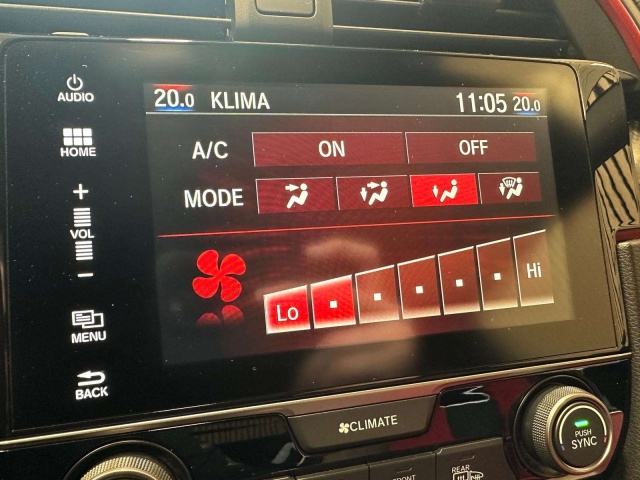 AUDIO
20.0 KLIMA 11:05 20.0
HOME
A/C ON OFF
MODE
+
VOL
−
Lo Hi
MENU
BACK
CLIMATE
PUSH
SYNC
FRONT
REAR